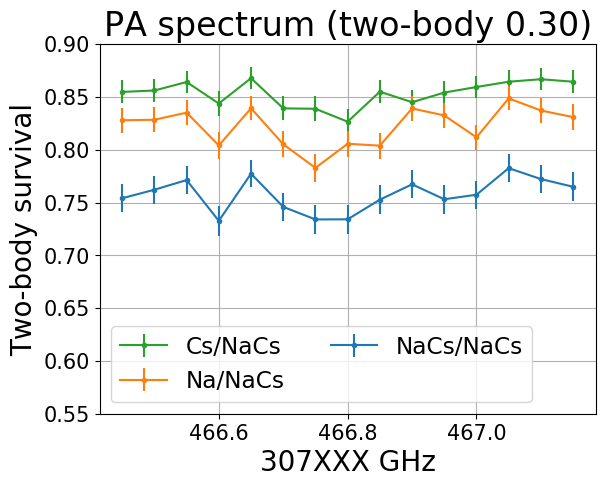 PA spectrum (two-body 0.30)
Two-body survival
0.90
0.85
0.80
0.75
0.70
0.65
0.60
0.55
Cs/NaCs
Na/NaCs
NaCs/NaCs
466.6 466.8 467.0
307XXX GHz